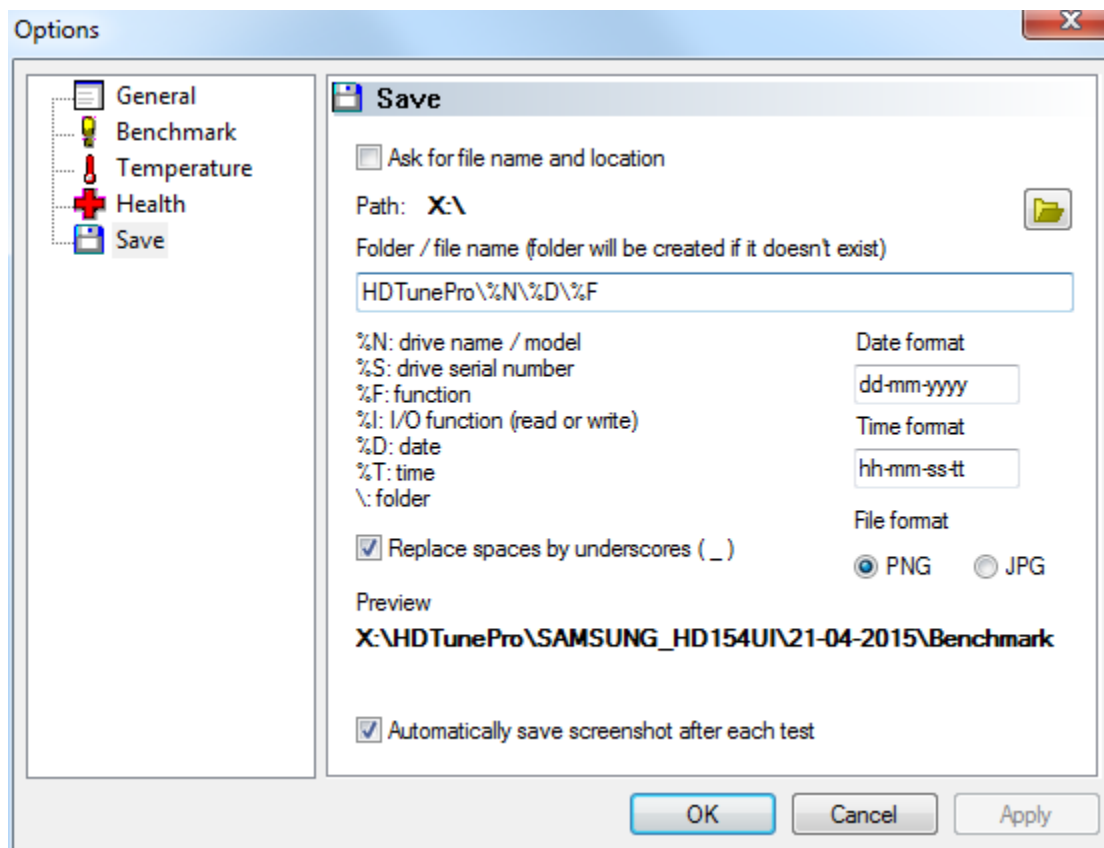 Options
General
Benchmark
Temperature
Health
Save
Save
Ask for file name and location
Path: X:\
Folder / file name (folder will be created if it doesn't exist)
HDTunePro\%N\%D\%F
%N: drive name / model
%S: drive serial number
%F: function
%I: I/O function (read or write)
%D: date
%T: time
\: folder
Date format
dd-mm-yyyy
Time format
hh-mm-ss-tt
File format
PNG JPG
Replace spaces by underscores ( _ )
Preview
X:\HDTunePro\SAMSUNG_HD154UI\21-04-2015\Benchmark
Automatically save screenshot after each test
OK Cancel Apply